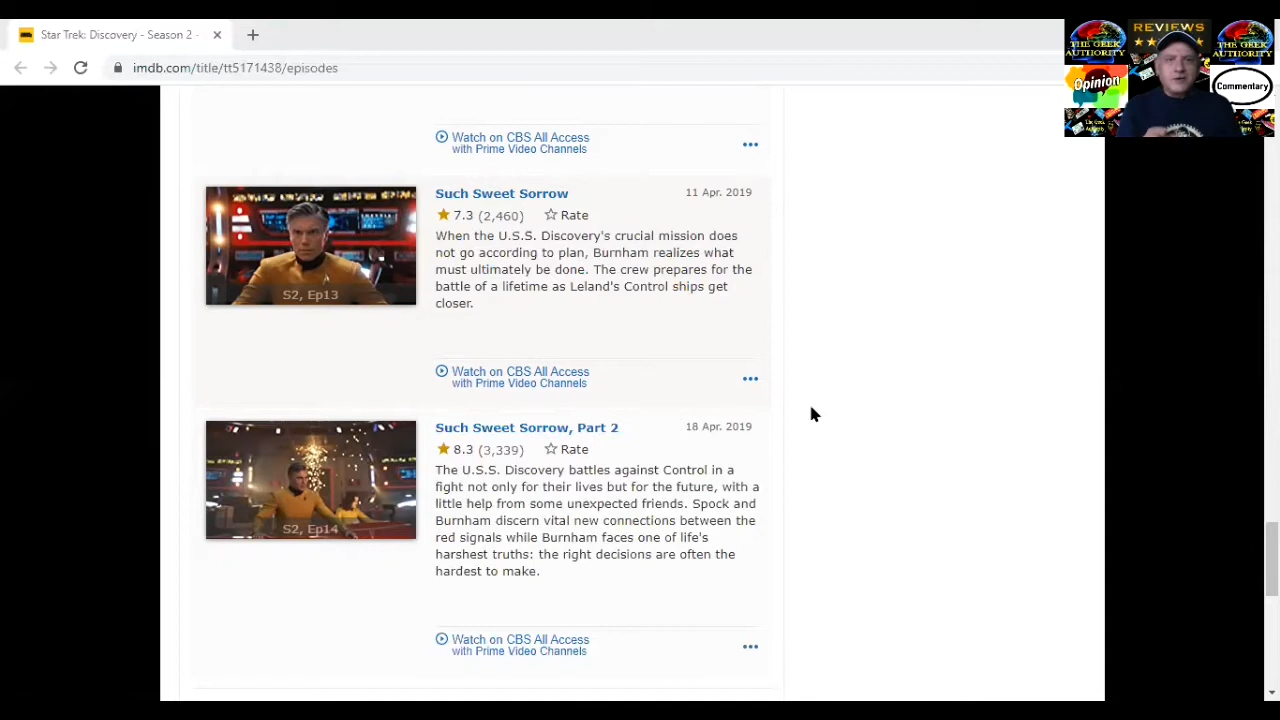 Star Trek: Discovery - Season 2 -
imdb.com/title/tt5171438/episodes
REVIEWS
THE GEEK AUTHORITY
THE GEEK AUTHORITY
Opinion
Commentary
Watch on CBS All Access
with Prime Video Channels
Such Sweet Sorrow
11 Apr. 2019
7.3 (2,460) Rate
When the U.S.S. Discovery's crucial mission does
not go according to plan, Burnham realizes what
must ultimately be done. The crew prepares for the
battle of a lifetime as Leland's Control ships get
closer.
S2, Ep13
Watch on CBS All Access
with Prime Video Channels
Such Sweet Sorrow, Part 2
18 Apr. 2019
8.3 (3,339) Rate
The U.S.S. Discovery battles against Control in a
fight not only for their lives but for the future, with a
little help from some unexpected friends. Spock and
Burnham discern vital new connections between the
red signals while Burnham faces one of life's
harshest truths: the right decisions are often the
hardest to make.
S2, Ep14
Watch on CBS All Access
with Prime Video Channels